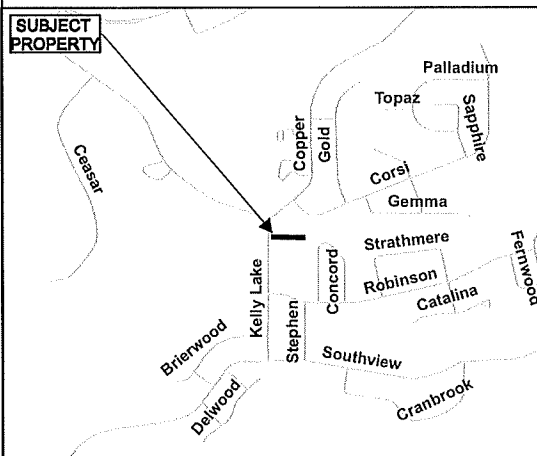 SUBJECT
PROPERTY
Palladium
Topaz
Sapphire
Copper
Gold
Ceasar
Corsi
Gemma
Strathmere
Fernwood
Concord
Robinson
Catalina
Kelly Lake
Stephen
Brierwood
Southview
Delwood
Cranbrook